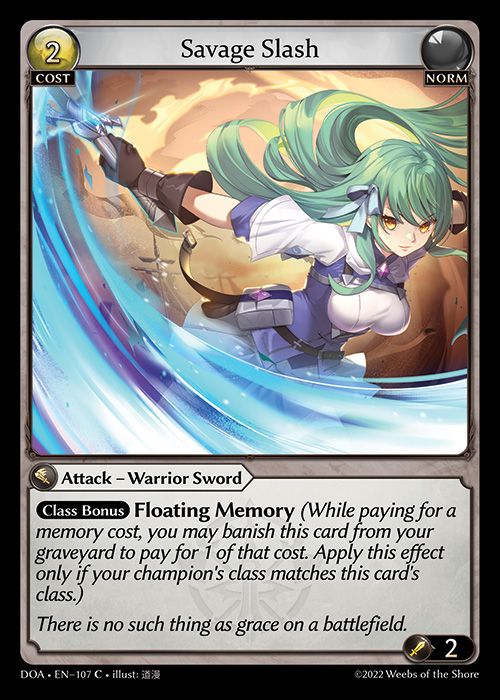 2
Savage Slash
COST
NORM
Attack – Warrior Sword
Class Bonus Floating Memory (While paying for a
memory cost, you may banish this card from your
graveyard to pay for 1 of that cost. Apply this effect
only if your champion's class matches this card's
class.)
There is no such thing as grace on a battlefield.
2
DOA • EN–107 C • illust: 道漫
©2022 Weebs of the Shore